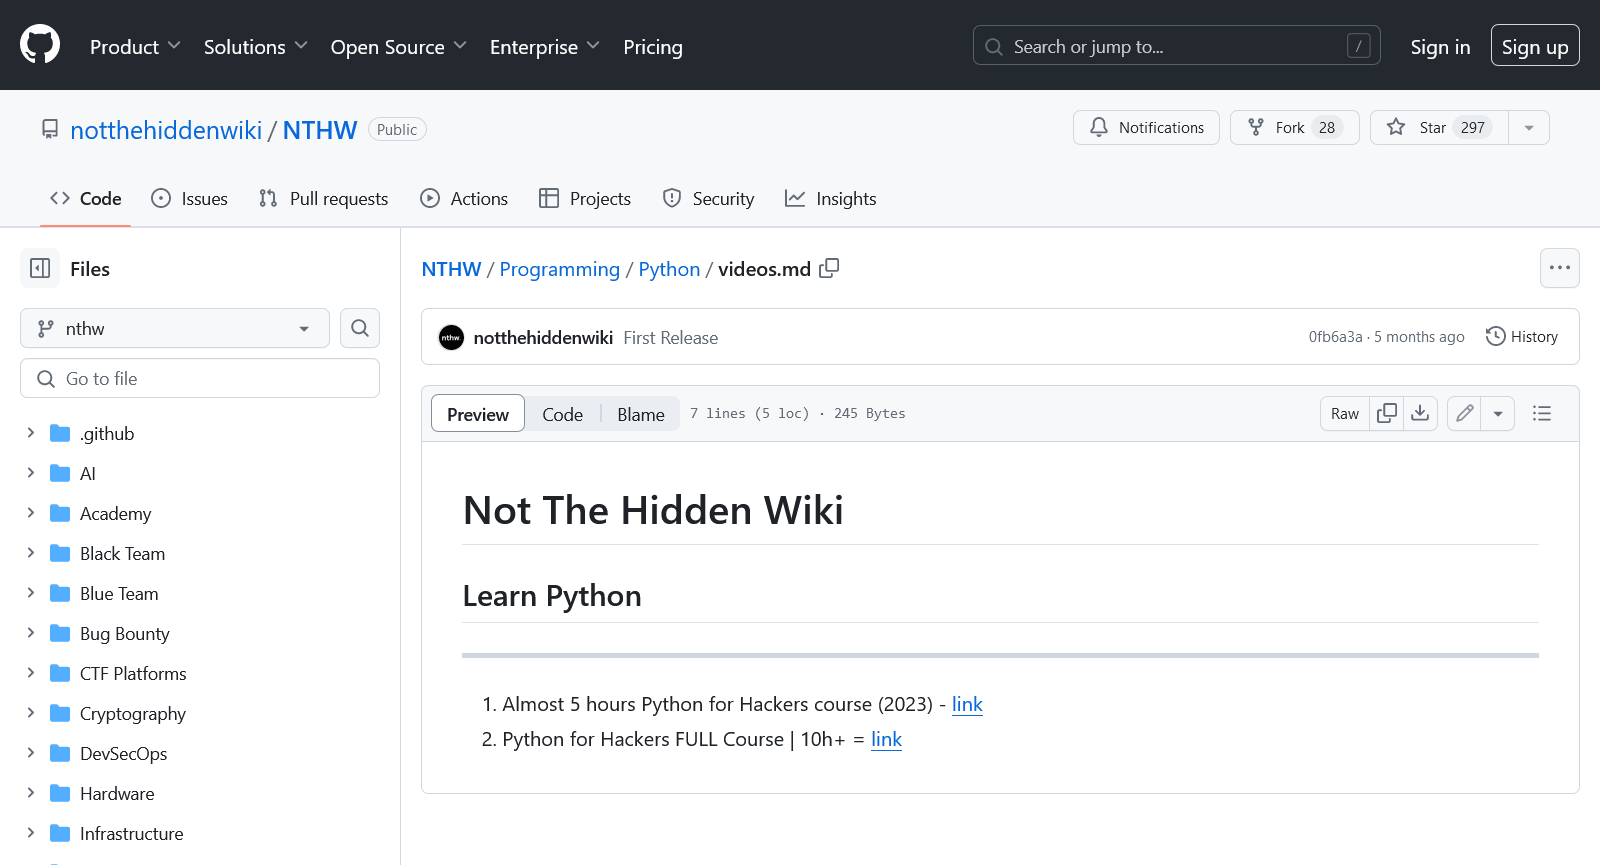 Product Solutions Open Source Enterprise Pricing Search or jump to... / Sign in Sign up
notthehiddenwiki / NTHW Public Notifications Fork 28 Star 297
Code Issues Pull requests Actions Projects Security Insights
Files
nthw
Go to file
.github
AI
Academy
Black Team
Blue Team
Bug Bounty
CTF Platforms
Cryptography
DevSecOps
Hardware
Infrastructure
NTHW / Programming / Python / videos.md
nthw notthehiddenwiki First Release 0fb6a3a · 5 months ago History
Preview Code Blame 7 lines (5 loc) · 245 Bytes Raw
Not The Hidden Wiki
Learn Python
1. Almost 5 hours Python for Hackers course (2023) - link
2. Python for Hackers FULL Course | 10h+ = link